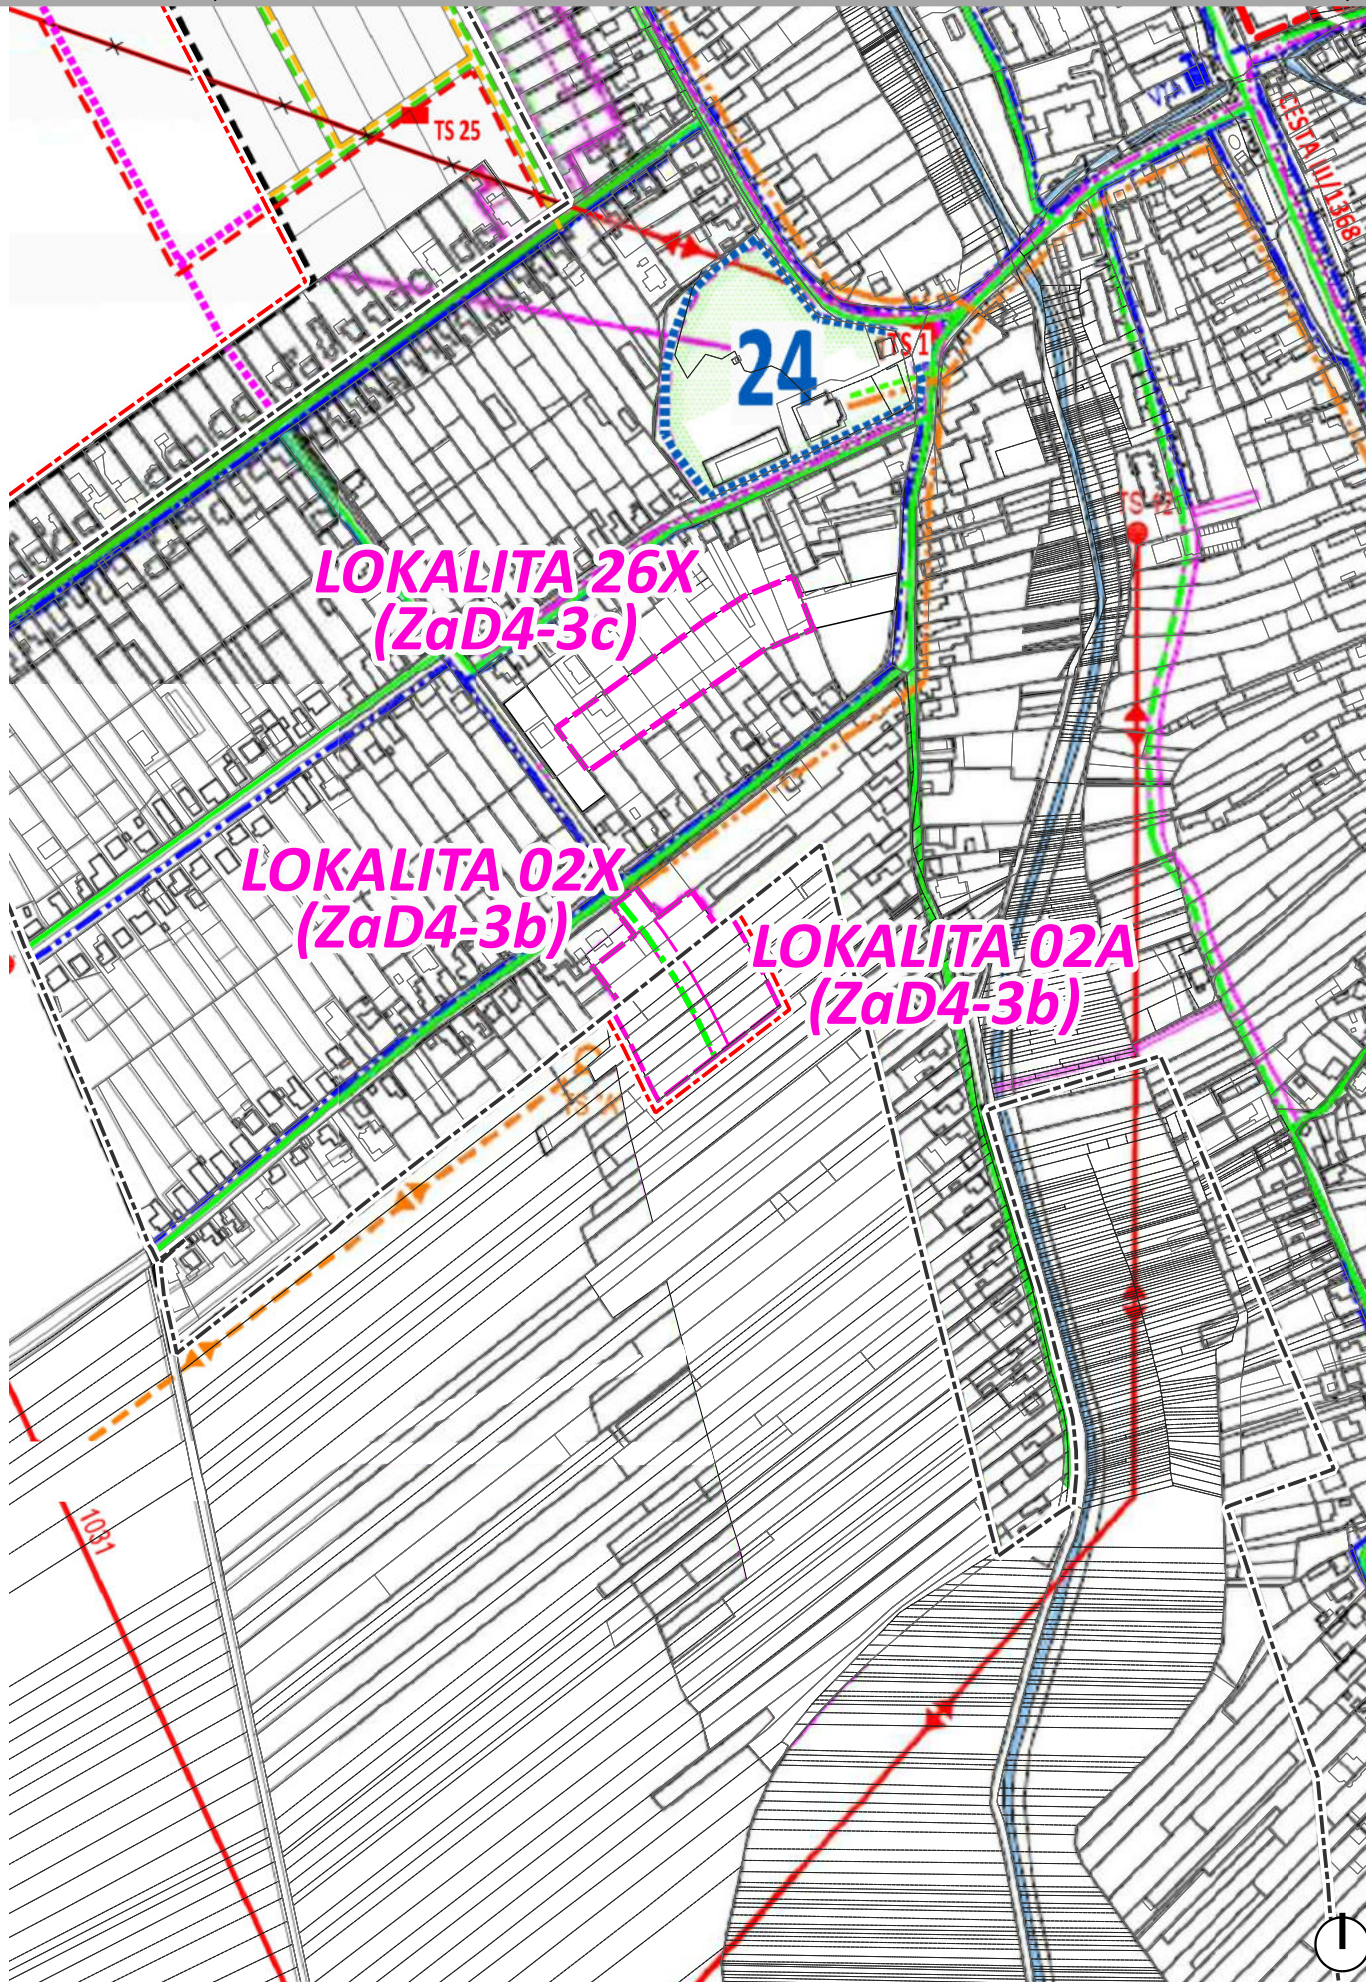 VTA
CESTA III/1368
TS 25
24
TS 1
TS 12
LOKALITA 26X
(ZaD4-3c)
LOKALITA 02X
(ZaD4-3b)
LOKALITA 02A
(ZaD4-3b)
1031